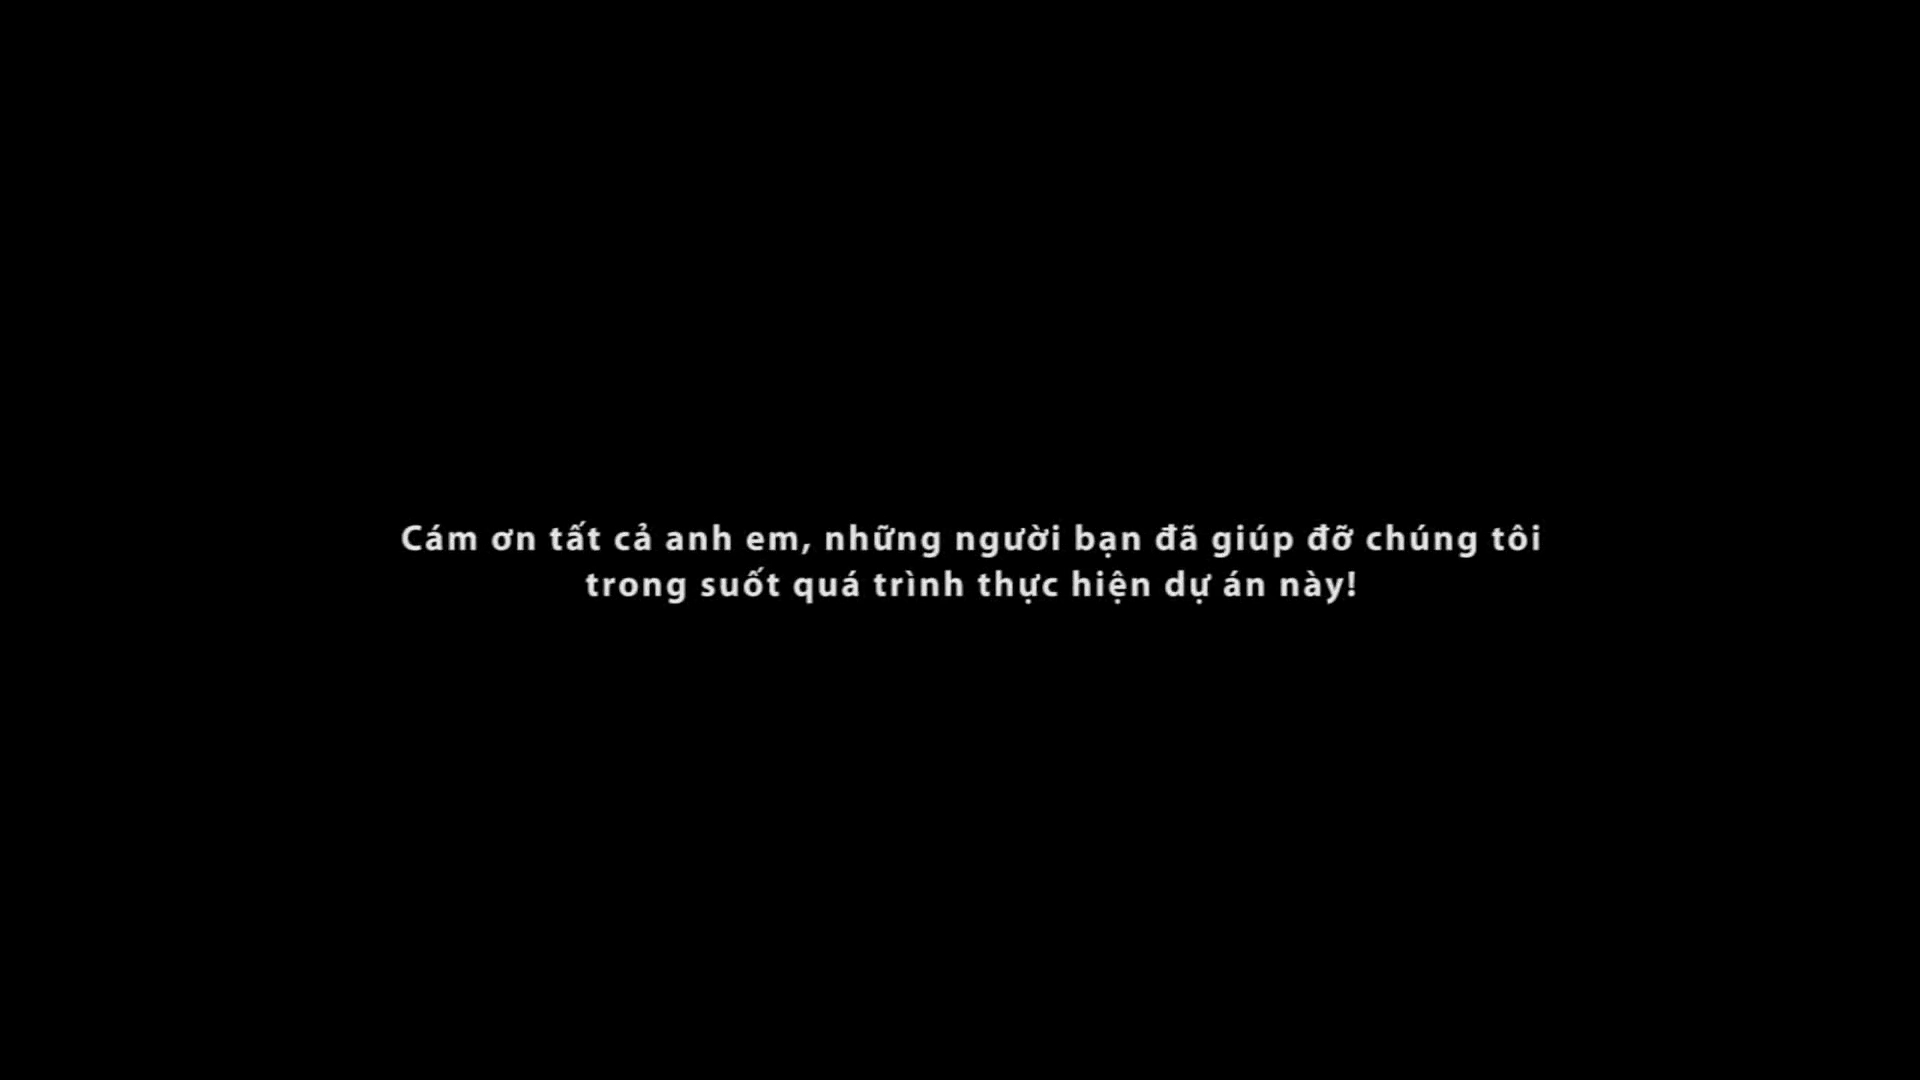 Cám ơn tất cả anh em, những người bạn đã giúp đỡ chúng tôi
trong suốt quá trình thực hiện dự án này!